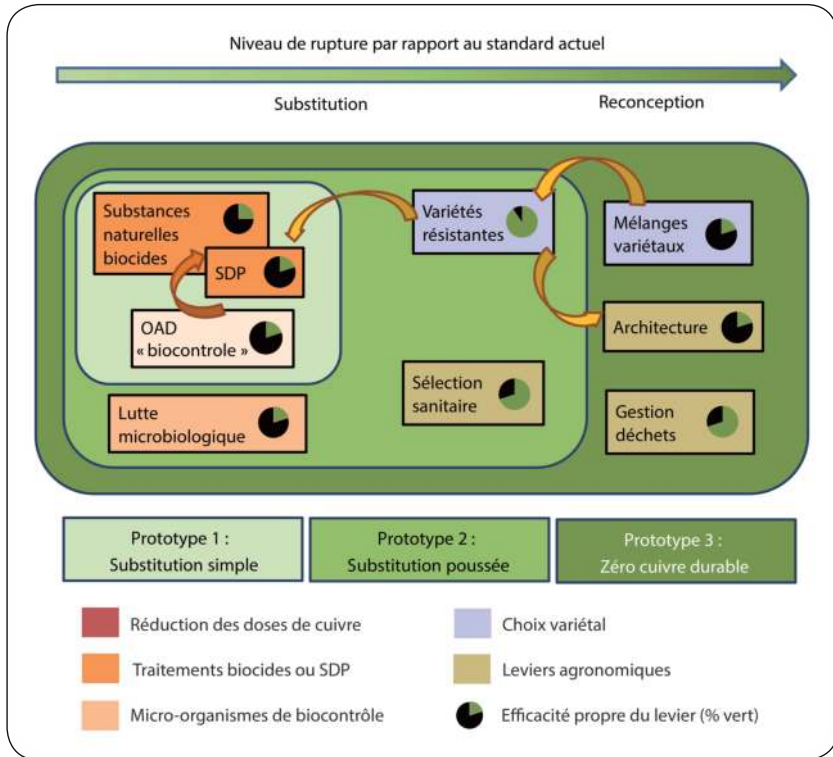 Niveau de rupture par rapport au standard actuel
Substitution
Reconception
Substances
naturelles
biocides
SDP
OAD
« biocontrole »
Lutte
microbiologique
Variétés
résistantes
Sélection
sanitaire
Mélanges
variétaux
Architecture
Gestion
déchets
Prototype 1 :
Substitution simple
Prototype 2 :
Substitution poussée
Prototype 3 :
Zéro cuivre durable
Réduction des doses de cuivre
Traitements biocides ou SDP
Micro-organismes de biocontrôle
Choix variétal
Leviers agronomiques
Efficacité propre du levier (% vert)